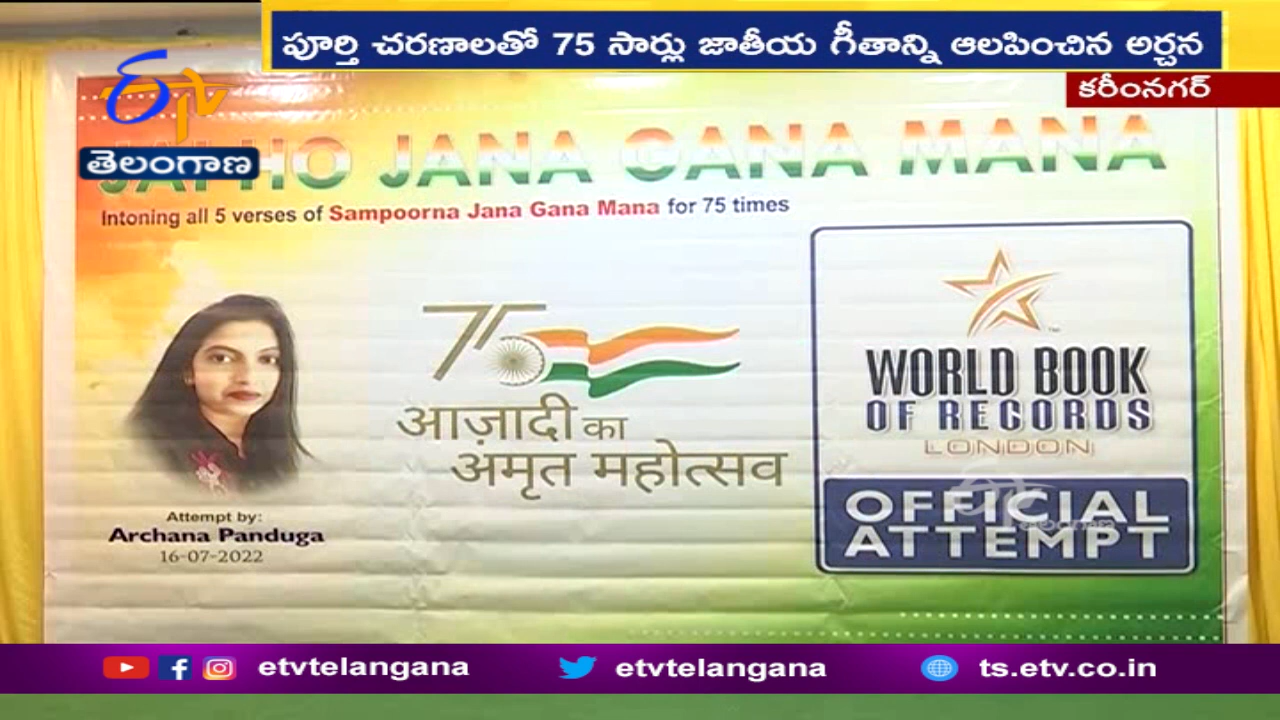 పూర్తి చరణాలతో 75 సార్లు జాతీయ గీతాన్ని ఆలపించిన అర్చన
కరీంనగర్
ETV
తెలంగాణ
JANA GANA MANA
Intoning all 5 verses of Sampoorna Jana Gana Mana for 75 times
75
आज़ादी का
अमृत महोत्सव
Attempt by:
Archana Panduga
16-07-2022
WORLD BOOK
OF RECORDS
LONDON
OFFICIAL
ATTEMPT
etvtelangana
etvtelangana
ts.etv.co.in